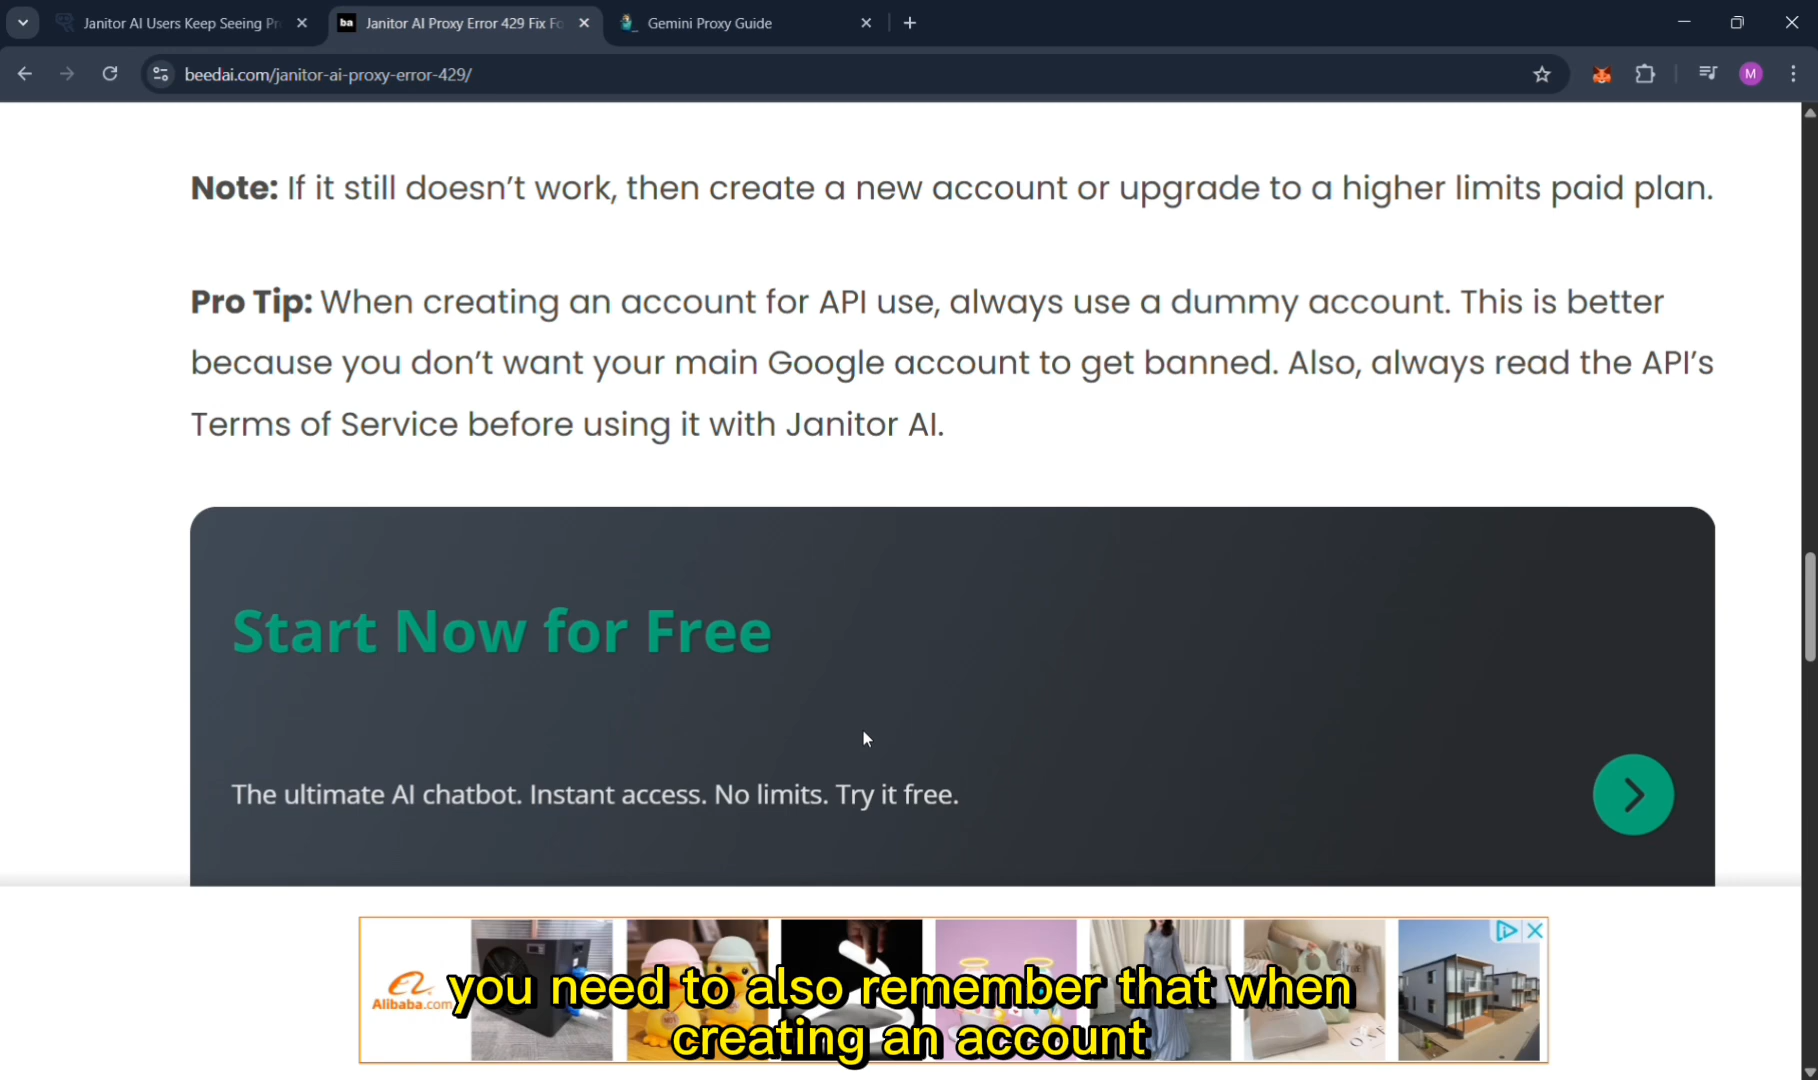 Janitor AI Users Keep Seeing Pr
ba
Janitor AI Proxy Error 429 Fix Fo
Gemini Proxy Guide
beedai.com/janitor-ai-proxy-error-429/
M
Note: If it still doesn't work, then create a new account or upgrade to a higher limits paid plan.
Pro Tip: When creating an account for API use, always use a dummy account. This is better
because you don't want your main Google account to get banned. Also, always read the API's
Terms of Service before using it with Janitor AI.
Start Now for Free
The ultimate AI chatbot. Instant access. No limits. Try it free.
Alibaba.com
you need to also remember that when
creating an account